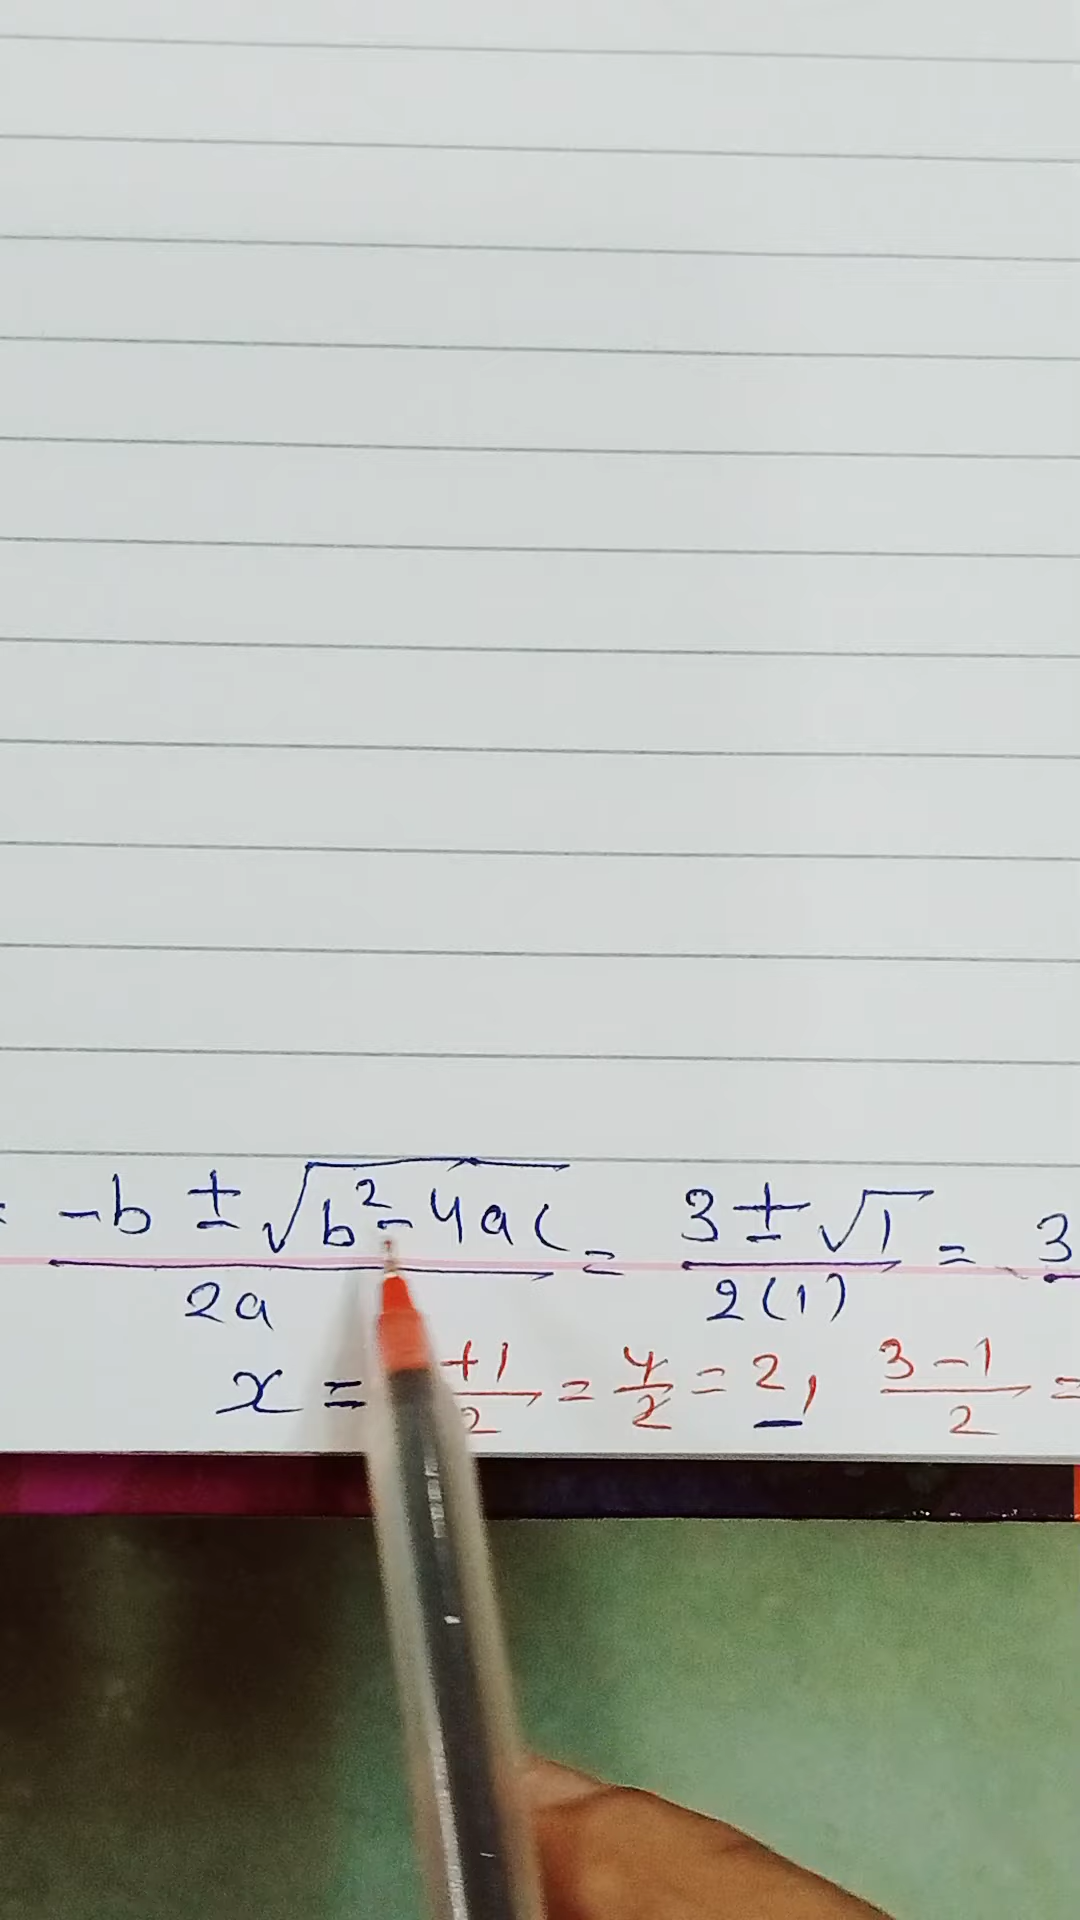 = -b ± √(b² - 4ac) / 2a = 3 ± √1 / 2(1) = 3
x = +1 / 2 = 4/2 = 2, 3 - 1 / 2 =